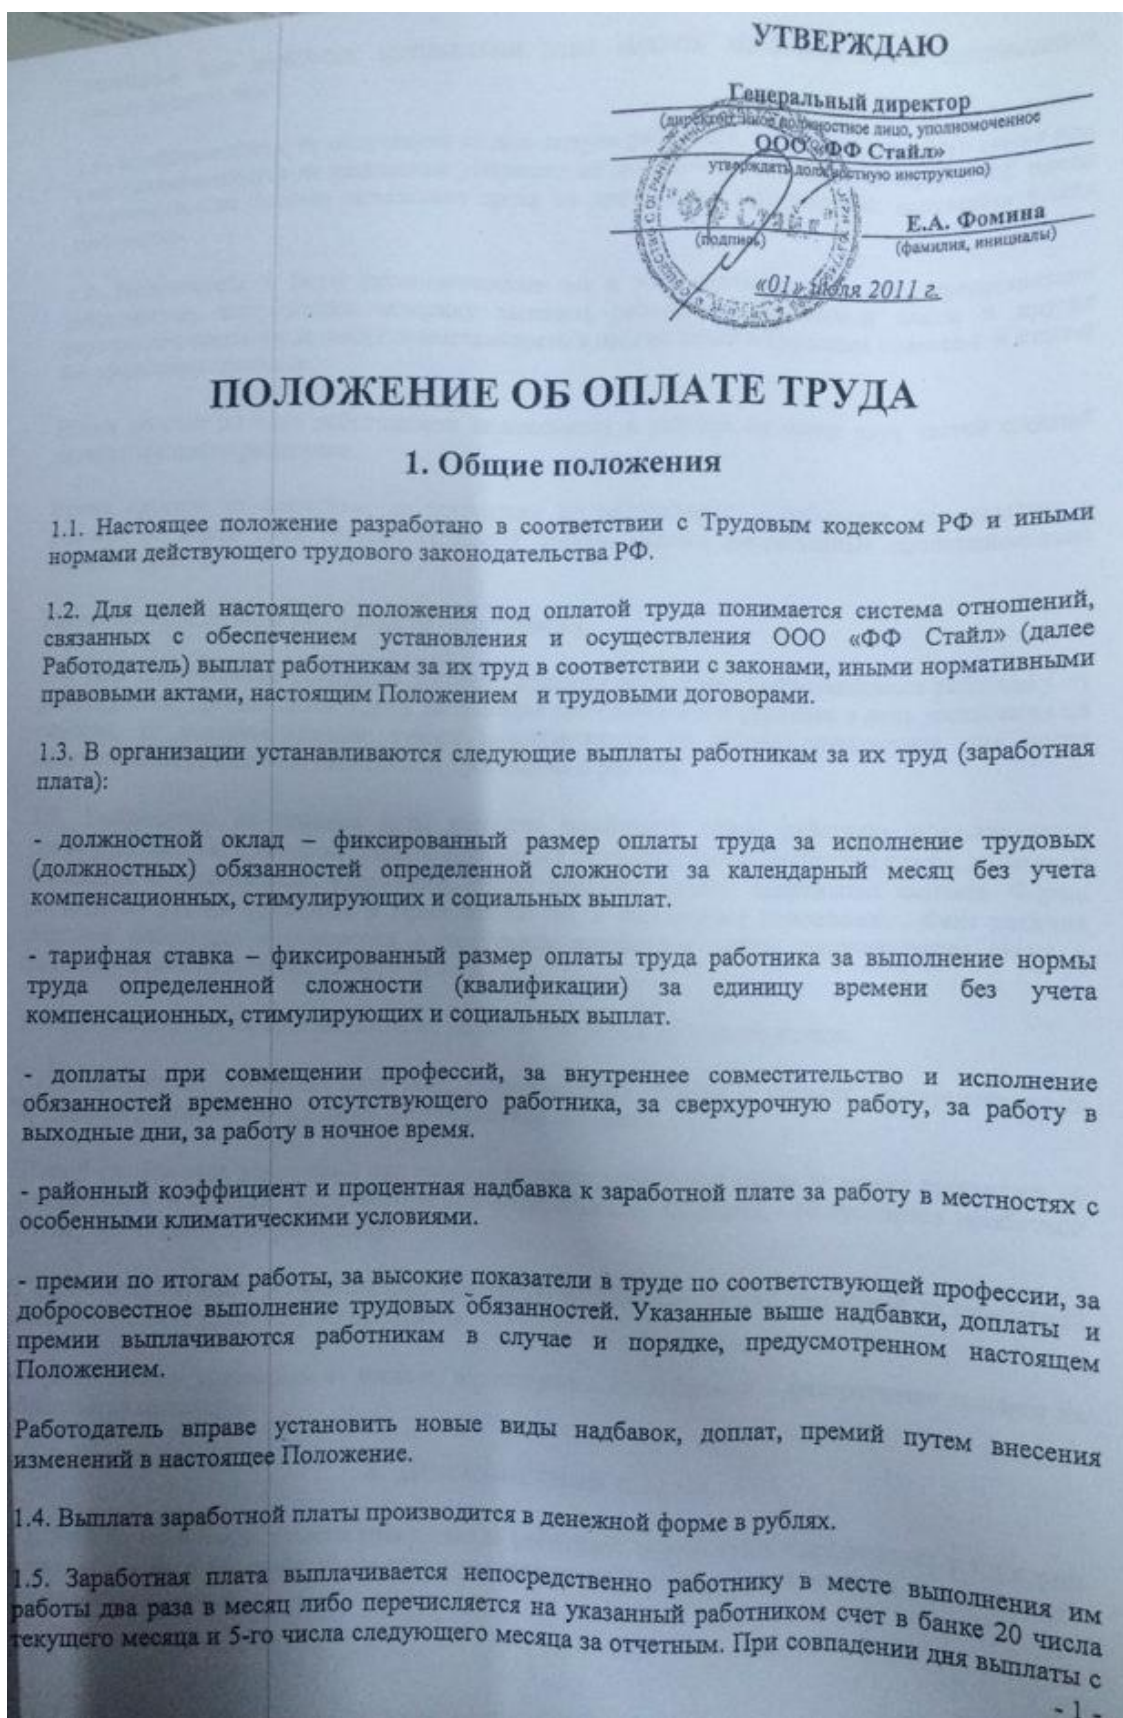 УТВЕРЖДАЮ
Генеральный директор
(директор, иное должностное лицо, уполномоченное
ООО «ФФ Стайл»
утверждать должностную инструкцию)
"ФФ Стайл"
Е.А. Фомина
(подпись)
(фамилия, инициалы)
«01» июля 2011 г.
ПОЛОЖЕНИЕ ОБ ОПЛАТЕ ТРУДА
1. Общие положения
1.1. Настоящее положение разработано в соответствии с Трудовым кодексом РФ и иными
нормами действующего трудового законодательства РФ.
1.2. Для целей настоящего положения под оплатой труда понимается система отношений,
связанных с обеспечением установления и осуществления ООО «ФФ Стайл» (далее
Работодатель) выплат работникам за их труд в соответствии с законами, иными нормативными
правовыми актами, настоящим Положением и трудовыми договорами.
1.3. В организации устанавливаются следующие выплаты работникам за их труд (заработная
плата):
- должностной оклад – фиксированный размер оплаты труда за исполнение трудовых
(должностных) обязанностей определенной сложности за календарный месяц без учета
компенсационных, стимулирующих и социальных выплат.
- тарифная ставка – фиксированный размер оплаты труда работника за выполнение нормы
труда определенной сложности (квалификации) за единицу времени без учета
компенсационных, стимулирующих и социальных выплат.
- доплаты при совмещении профессий, за внутреннее совместительство и исполнение
обязанностей временно отсутствующего работника, за сверхурочную работу, за работу в
выходные дни, за работу в ночное время.
- районный коэффициент и процентная надбавка к заработной плате за работу в местностях с
особенными климатическими условиями.
- премии по итогам работы, за высокие показатели в труде по соответствующей профессии, за
добросовестное выполнение трудовых обязанностей. Указанные выше надбавки, доплаты и
премии выплачиваются работникам в случае и порядке, предусмотренном настоящем
Положением.
Работодатель вправе установить новые виды надбавок, доплат, премий путем внесения
изменений в настоящее Положение.
1.4. Выплата заработной платы производится в денежной форме в рублях.
1.5. Заработная плата выплачивается непосредственно работнику в месте выполнения им
работы два раза в месяц либо перечисляется на указанный работником счет в банке 20 числа
текущего месяца и 5-го числа следующего месяца за отчетным. При совпадении дня выплаты с
- 1 -